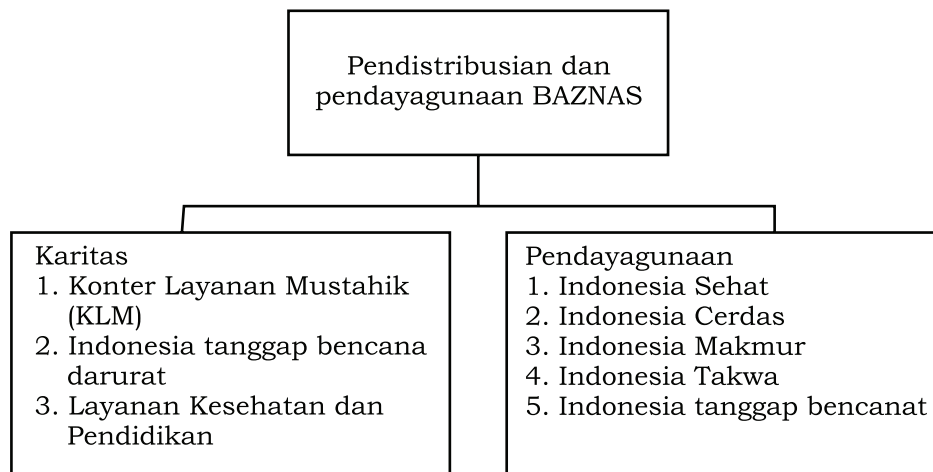 Pendistribusian dan
pendayagunaan BAZNAS
Karitas
1. Konter Layanan Mustahik
(KLM)
2. Indonesia tanggap bencana
darurat
3. Layanan Kesehatan dan
Pendidikan
Pendayagunaan
1. Indonesia Sehat
2. Indonesia Cerdas
3. Indonesia Makmur
4. Indonesia Takwa
5. Indonesia tanggap bencanat